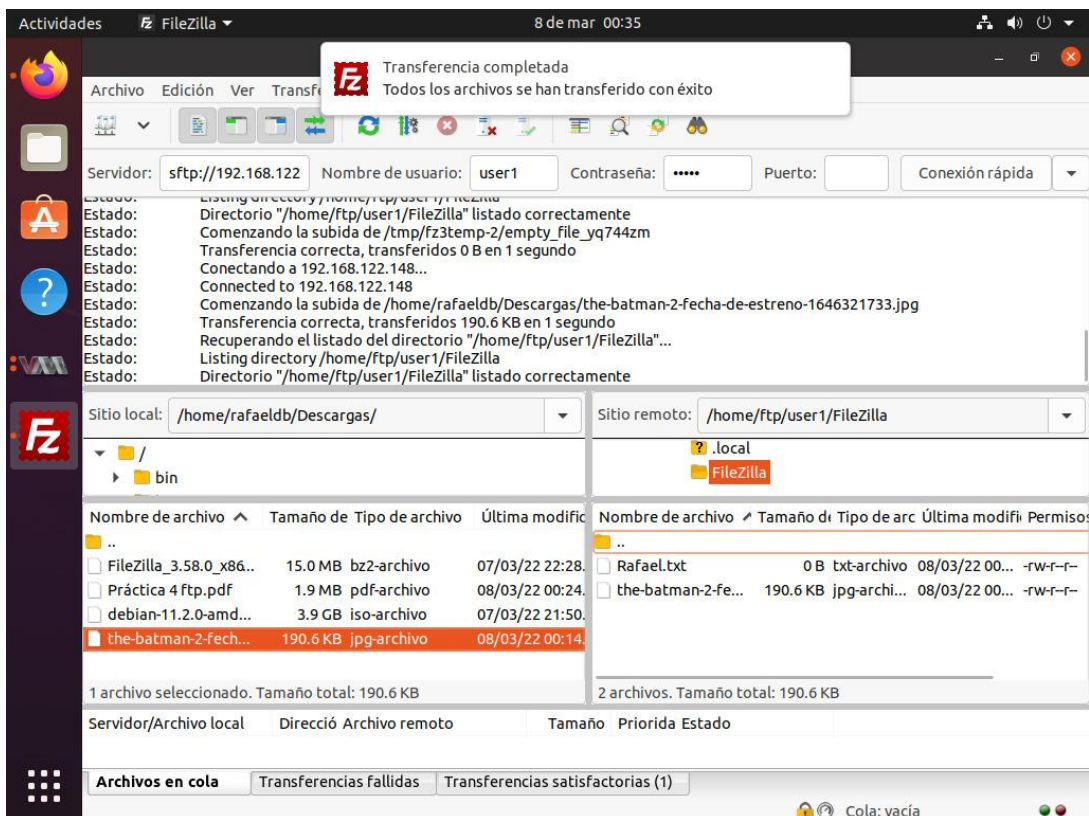 Actividades FileZilla 8 de mar 00:35
Transferencia completada
Todos los archivos se han transferido con éxito
Archivo Edición Ver Transfe
Servidor: sftp://192.168.122 Nombre de usuario: user1 Contraseña: ••••• Puerto: Conexión rápida
Estado: Listing directory /home/ftp/user1/FileZilla
Estado: Directorio "/home/ftp/user1/FileZilla" listado correctamente
Estado: Comenzando la subida de /tmp/fz3temp-2/empty_file_yq744zm
Estado: Transferencia correcta, transferidos 0 B en 1 segundo
Estado: Conectando a 192.168.122.148...
Estado: Connected to 192.168.122.148
Estado: Comenzando la subida de /home/rafaeldb/Descargas/the-batman-2-fecha-de-estreno-1646321733.jpg
Estado: Transferencia correcta, transferidos 190.6 KB en 1 segundo
Estado: Recuperando el listado del directorio "/home/ftp/user1/FileZilla"...
Estado: Listing directory /home/ftp/user1/FileZilla
Estado: Directorio "/home/ftp/user1/FileZilla" listado correctamente
Sitio local: /home/rafaeldb/Descargas/
/
bin
Nombre de archivo Tamaño de Tipo de archivo Última modific
..
FileZilla_3.58.0_x86... 15.0 MB bz2-archivo 07/03/22 22:28.
Práctica 4 ftp.pdf 1.9 MB pdf-archivo 08/03/22 00:24.
debian-11.2.0-amd... 3.9 GB iso-archivo 07/03/22 21:50.
the-batman-2-fech... 190.6 KB jpg-archivo 08/03/22 00:14.
1 archivo seleccionado. Tamaño total: 190.6 KB
Sitio remoto: /home/ftp/user1/FileZilla
.local
FileZilla
Nombre de archivo Tamaño de Tipo de arc Última modifi Permisos
..
Rafael.txt 0 B txt-archivo 08/03/22 00... -rw-r--r--
the-batman-2-fe... 190.6 KB jpg-archi... 08/03/22 00... -rw-r--r--
2 archivos. Tamaño total: 190.6 KB
Servidor/Archivo local Direcció Archivo remoto Tamaño Priorida Estado
Archivos en cola Transferencias fallidas Transferencias satisfactorias (1)
Cola: vacía